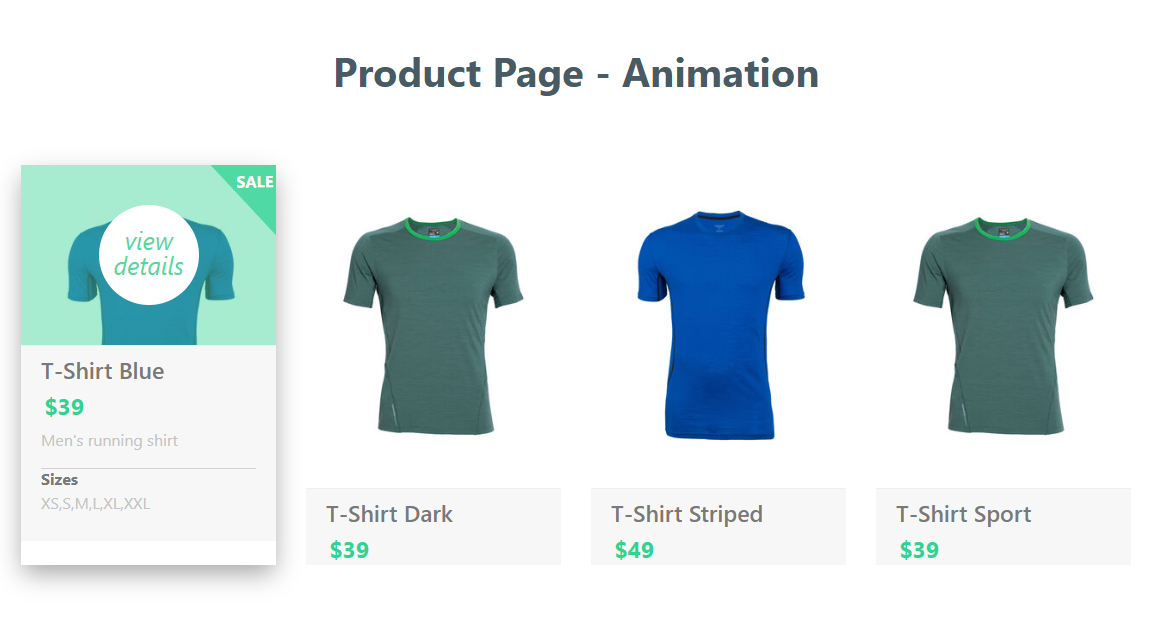 Product Page - Animation
SALE
view
details
T-Shirt Blue
$39
Men's running shirt
Sizes
XS,S,M,L,XL,XXL
T-Shirt Dark
$39
T-Shirt Striped
$49
T-Shirt Sport
$39